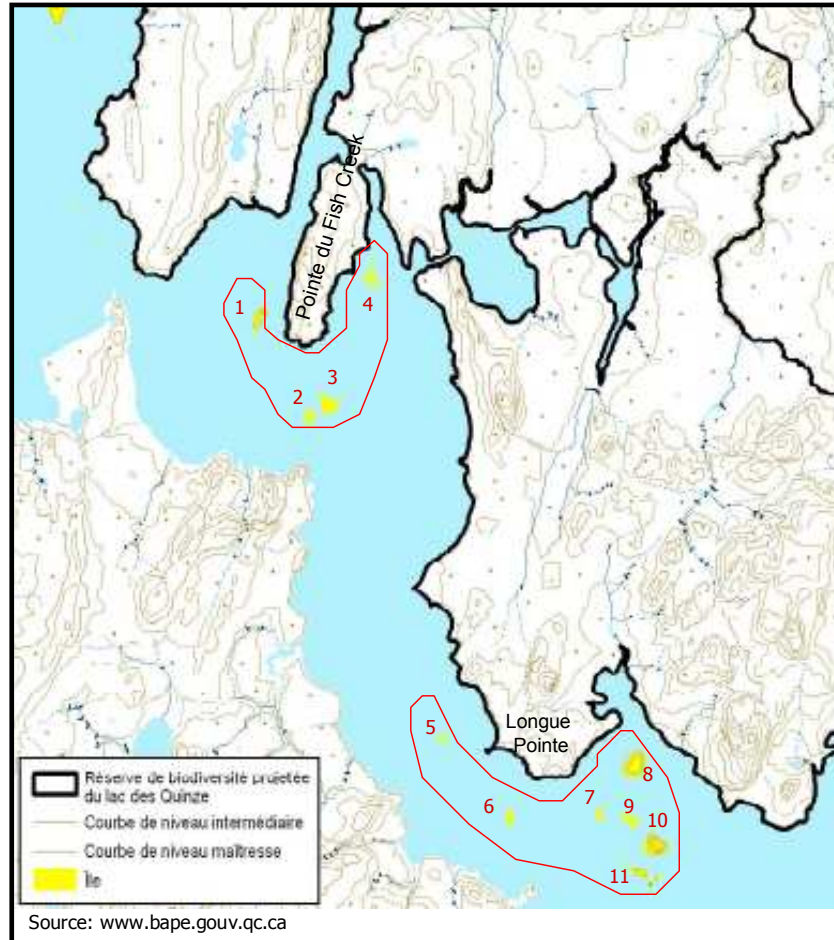 Pointe du Fish Creek
1
4
3
2
5
Longue
Pointe
8
7
9
6
10
11
Réserve de biodiversité projetée
du lac des Quinze
Courbe de niveau intermédiaire
Courbe de niveau maîtresse
Île
Source: www.bape.gouv.qc.ca